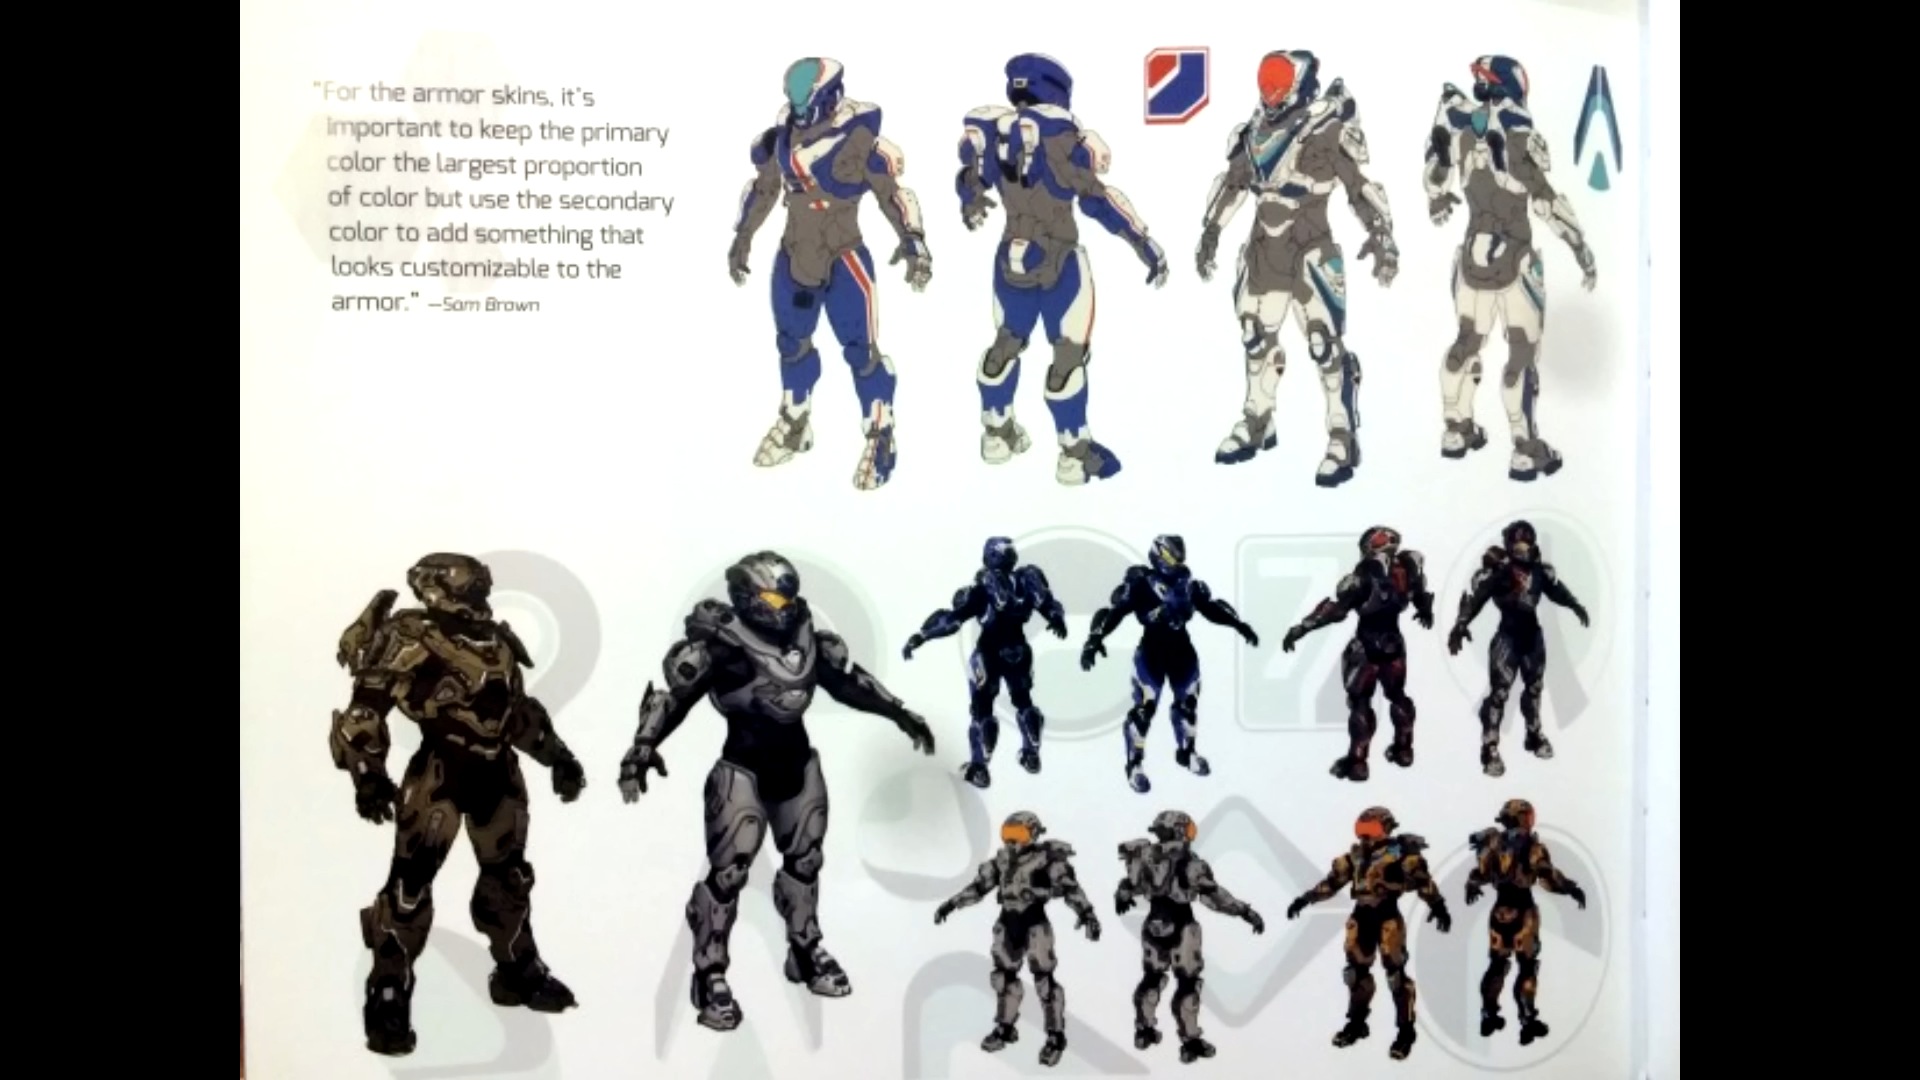 "For the armor skins, it's
important to keep the primary
color the largest proportion
of color but use the secondary
color to add something that
looks customizable to the
armor." —Sam Brown
7